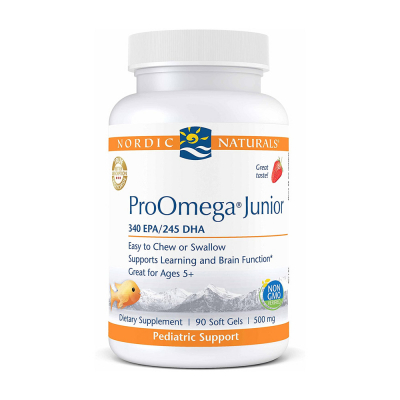 NORDIC NATURALS®
Great
taste!
ProOmega® Junior
340 EPA/245 DHA
Easy to Chew or Swallow
Supports Learning and Brain Function*
Great for Ages 5+
NON
GMO
Dietary Supplement | 90 Soft Gels | 500 mg
Pediatric Support